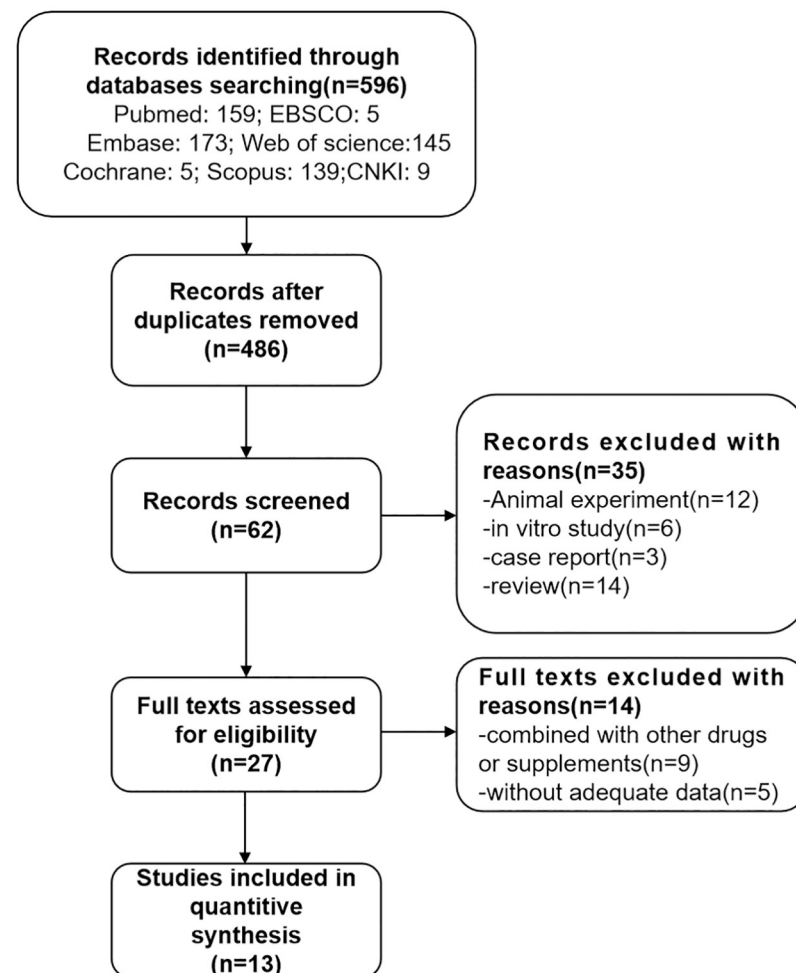 Records identified through
databases searching(n=596)
Pubmed: 159; EBSCO: 5
Embase: 173; Web of science:145
Cochrane: 5; Scopus: 139;CNKI: 9
Records after
duplicates removed
(n=486)
Records screened
(n=62)
Records excluded with
reasons(n=35)
-Animal experiment(n=12)
-in vitro study(n=6)
-case report(n=3)
-review(n=14)
Full texts assessed
for eligibility
(n=27)
Full texts excluded with
reasons(n=14)
-combined with other drugs
or supplements(n=9)
-without adequate data(n=5)
Studies included in
quantitive
synthesis
(n=13)